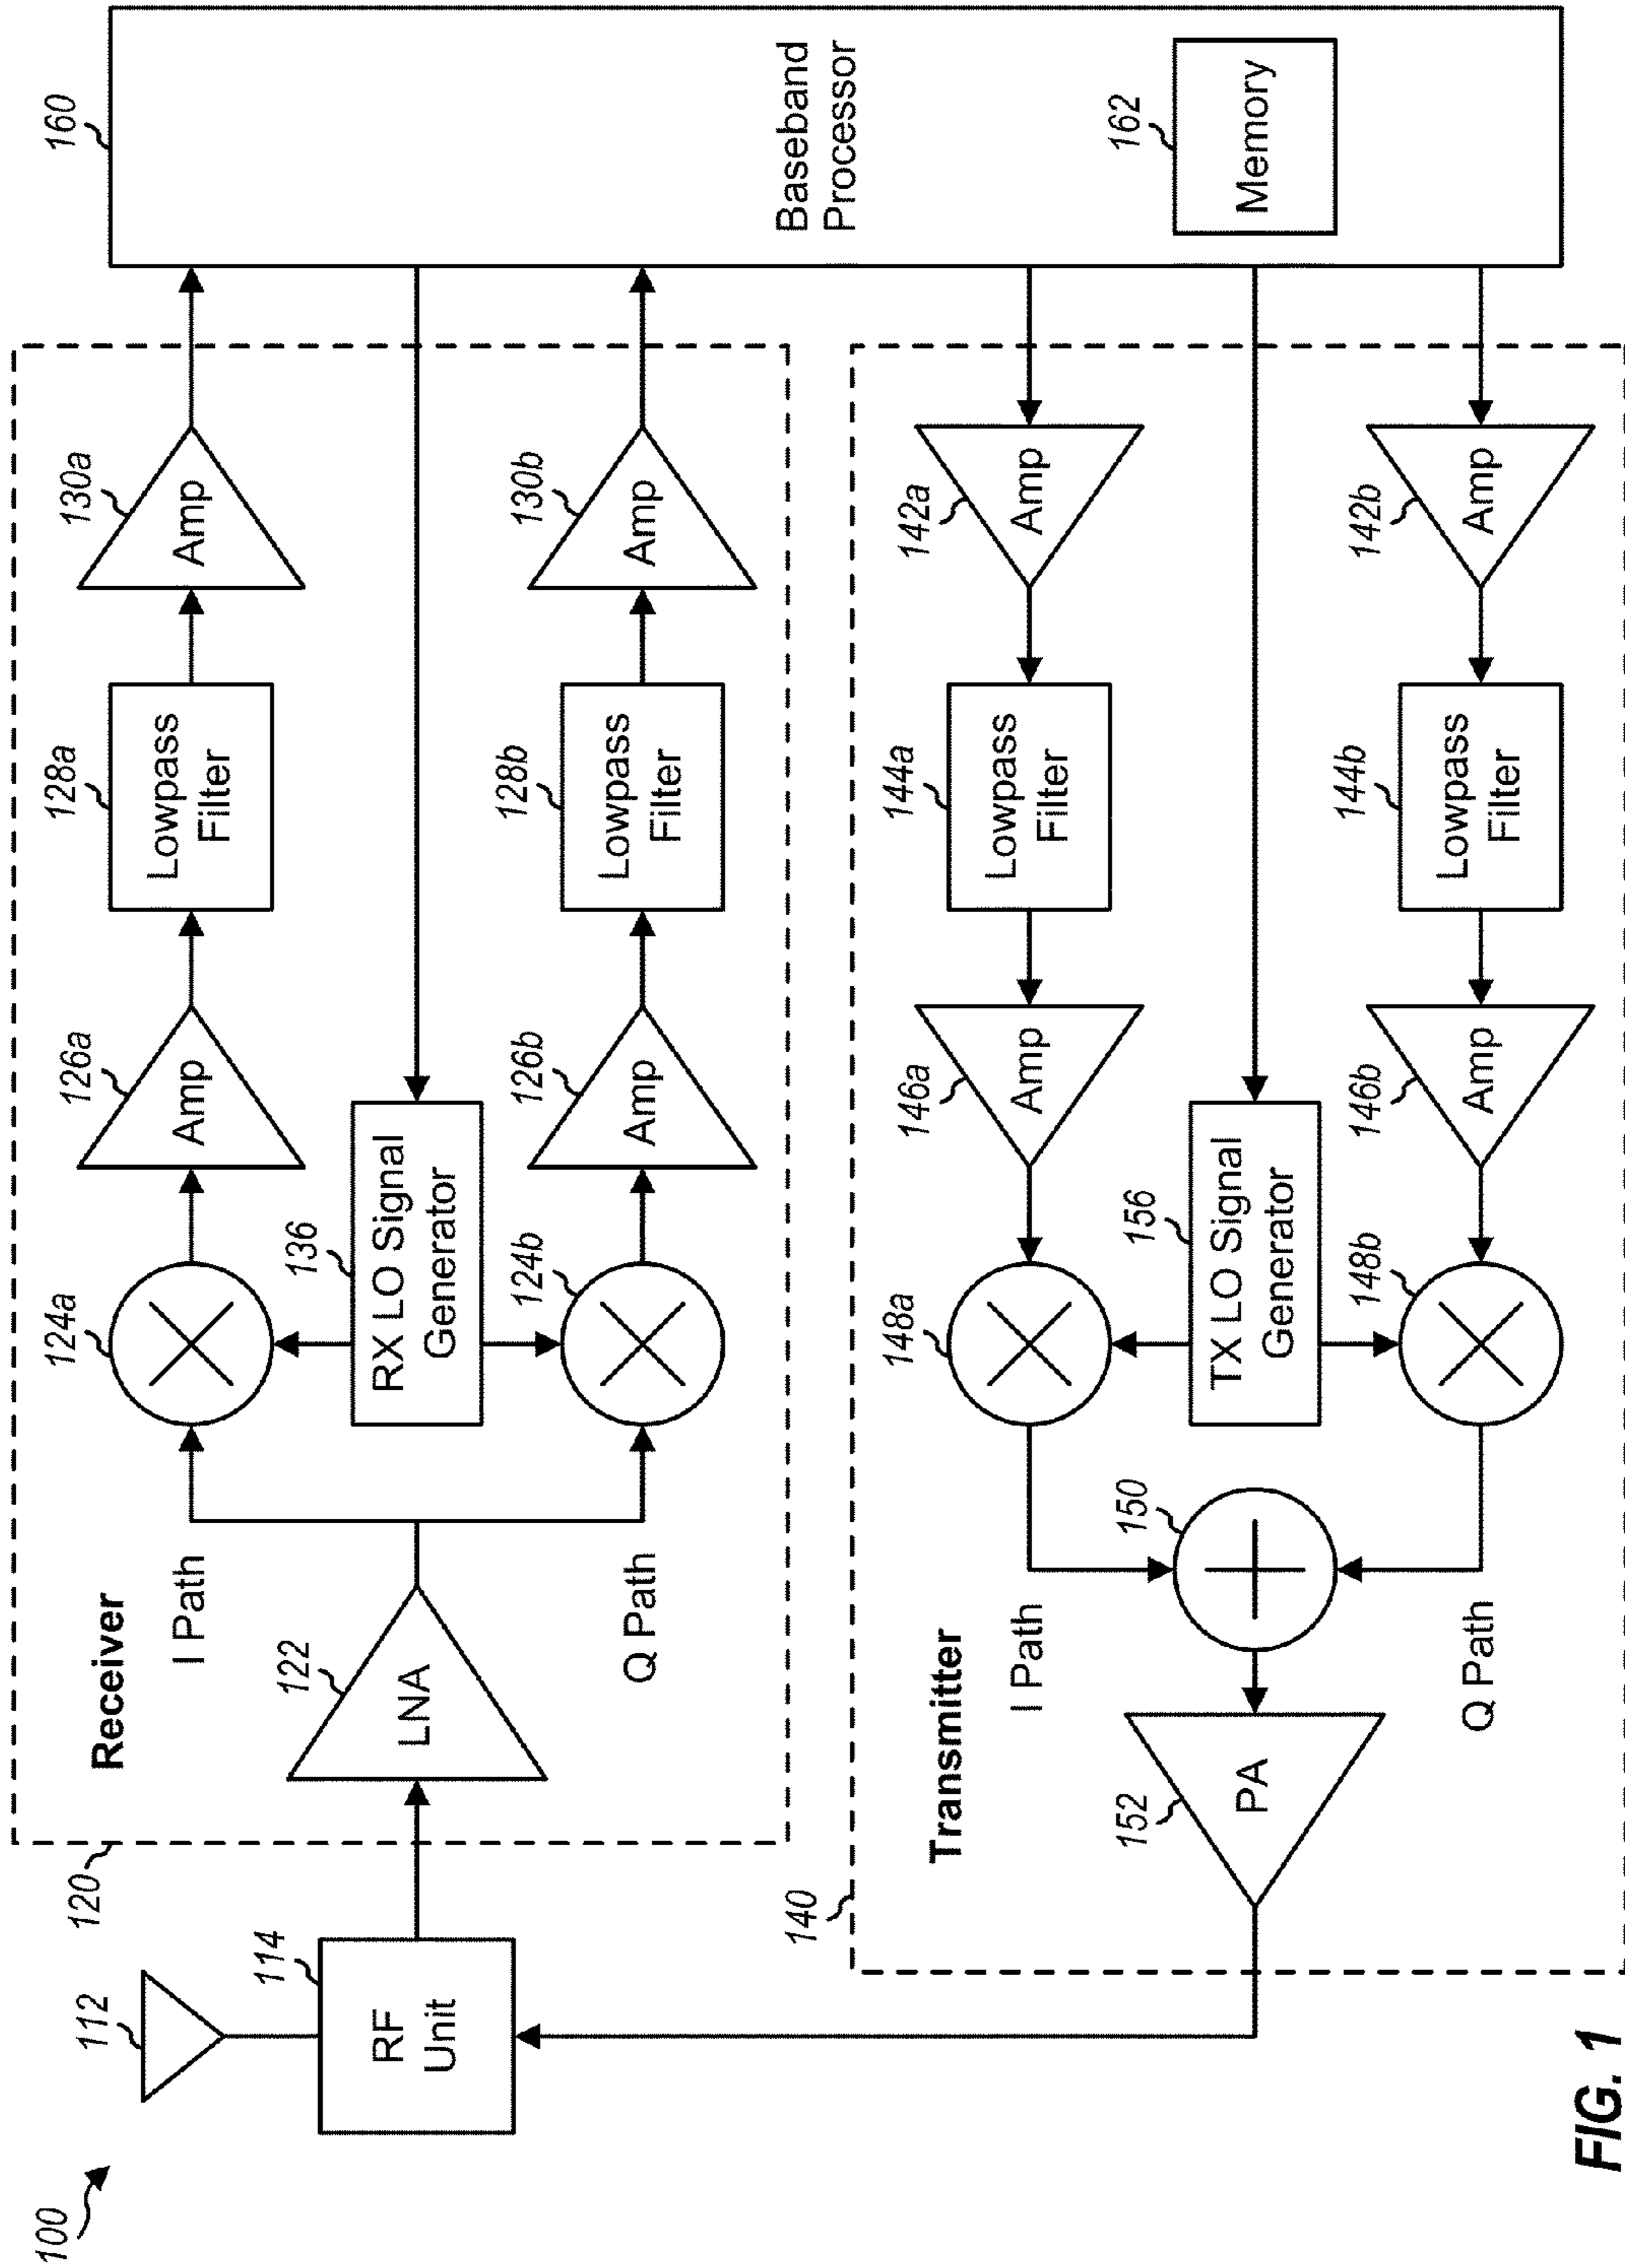 100
112
114
RF
Unit
120
Receiver
I Path
122
LNA
Q Path
124a
136
RX LO Signal
Generator
124b
126a
Amp
126b
Amp
128a
Lowpass
Filter
128b
Lowpass
Filter
130a
Amp
130b
Amp
160
Baseband
Processor
162
Memory
140
Transmitter
I Path
152
PA
Q Path
150
148a
156
TX LO Signal
Generator
148b
146a
Amp
146b
Amp
144a
Lowpass
Filter
144b
Lowpass
Filter
142a
Amp
142b
Amp
FIG. 1